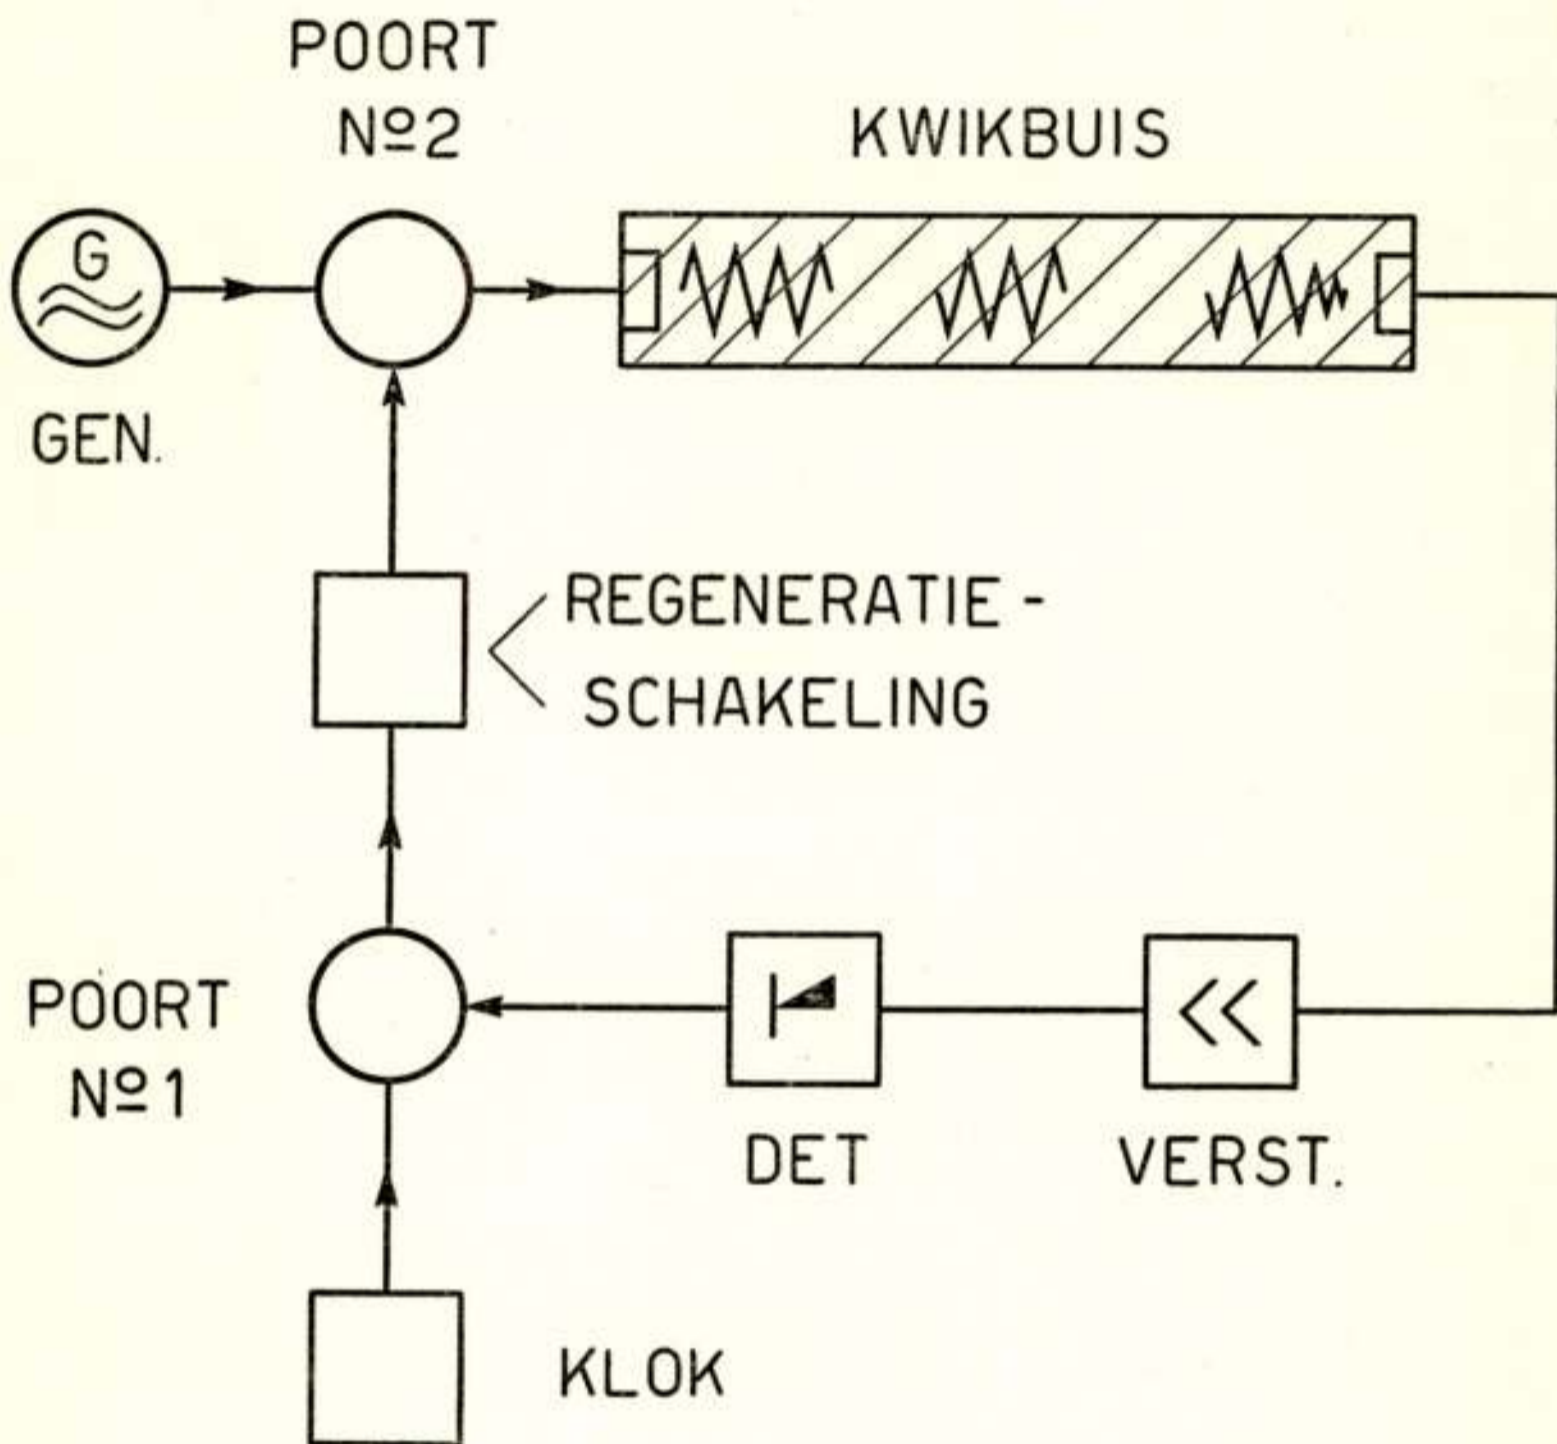 POORT
Nº2
KWIKBUIS
G
GEN.
REGENERATIE -
SCHAKELING
POORT
Nº1
DET
VERST.
KLOK